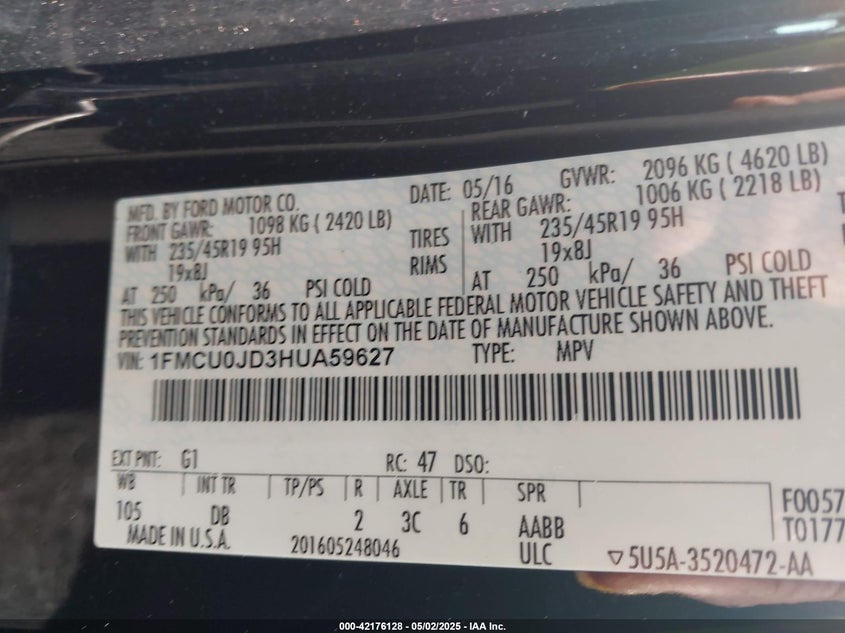 MFD. BY FORD MOTOR CO. DATE: 05/16 GVWR: 2096 KG ( 4620 LB)
FRONT GAWR: 1098 KG ( 2420 LB) REAR GAWR: 1006 KG ( 2218 LB)
WITH 235/45R19 95H TIRES WITH 235/45R19 95H
19x8J RIMS 19x8J
AT 250 kPa/ 36 PSI COLD AT 250 kPa/ 36 PSI COLD
THIS VEHICLE CONFORMS TO ALL APPLICABLE FEDERAL MOTOR VEHICLE SAFETY AND THEFT
PREVENTION STANDARDS IN EFFECT ON THE DATE OF MANUFACTURE SHOWN ABOVE.
VIN: 1FMCU0JD3HUA59627 TYPE: MPV
EXT PNT: G1 RC: 47 DSO:
WB INT TR TP/PS R AXLE TR SPR
105 DB 2 3C 6 AABB
F0057
T0177
MADE IN U.S.A. 201605248046 ULC ▽5U5A-3520472-AA
000-42176128 - 05/02/2025 - IAA Inc.